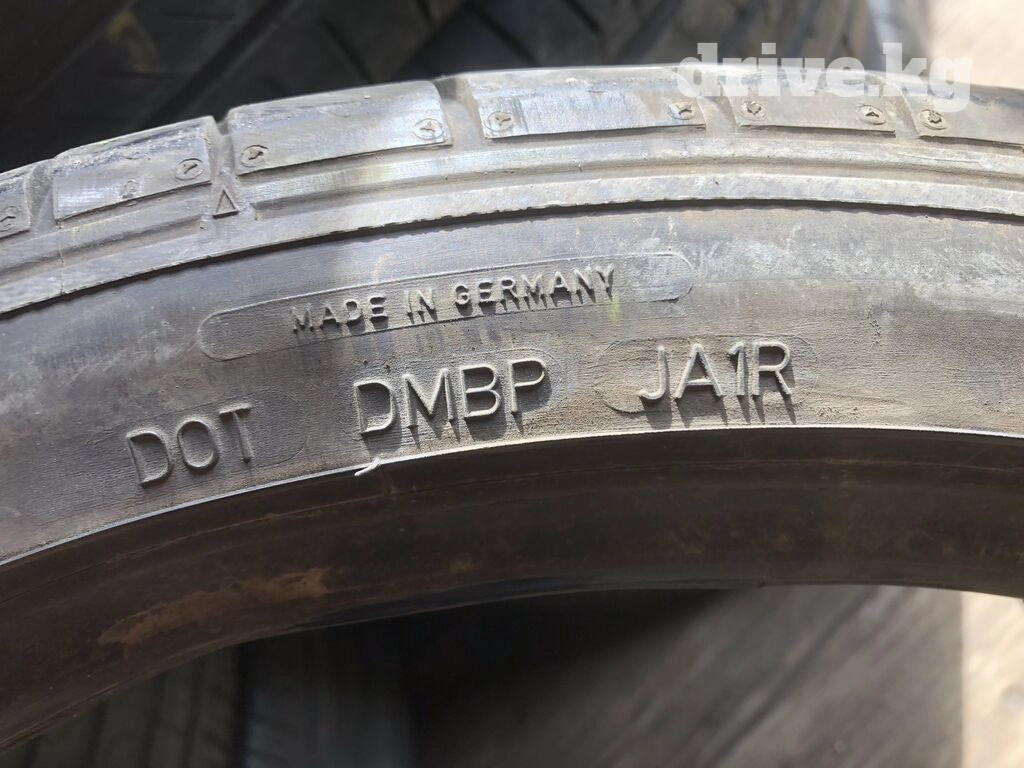 drive.kg
MADE IN GERMANY
DOT DMBP JA1R